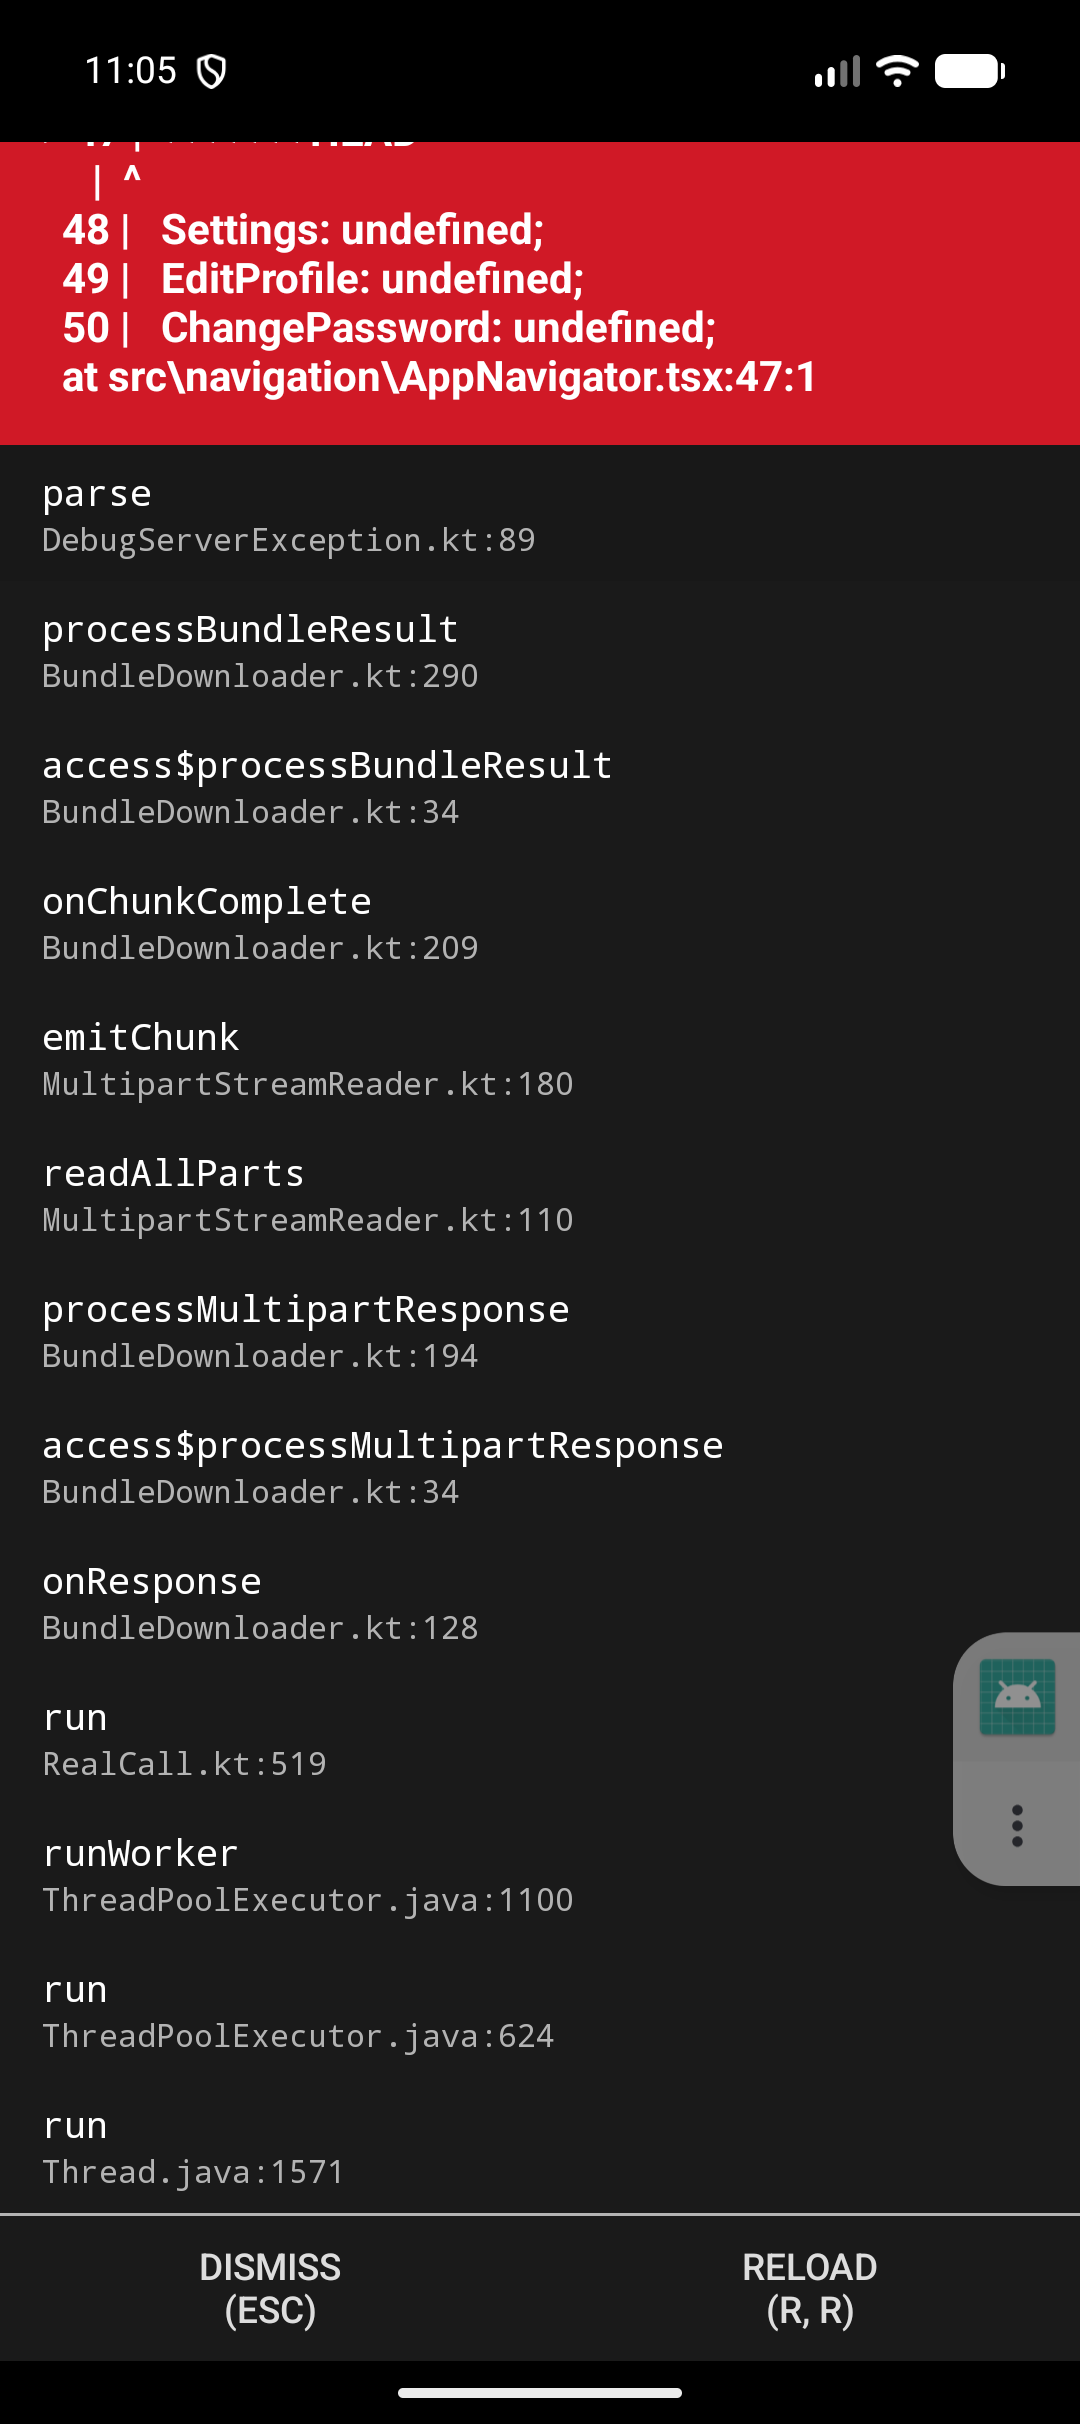 11:05
| ^
48 | Settings: undefined;
49 | EditProfile: undefined;
50 | ChangePassword: undefined;
at src\navigation\AppNavigator.tsx:47:1
parse
DebugServerException.kt:89
processBundleResult
BundleDownloader.kt:290
access$processBundleResult
BundleDownloader.kt:34
onChunkComplete
BundleDownloader.kt:209
emitChunk
MultipartStreamReader.kt:180
readAllParts
MultipartStreamReader.kt:110
processMultipartResponse
BundleDownloader.kt:194
access$processMultipartResponse
BundleDownloader.kt:34
onResponse
BundleDownloader.kt:128
run
RealCall.kt:519
runWorker
ThreadPoolExecutor.java:1100
run
ThreadPoolExecutor.java:624
run
Thread.java:1571
DISMISS
(ESC)
RELOAD
(R, R)